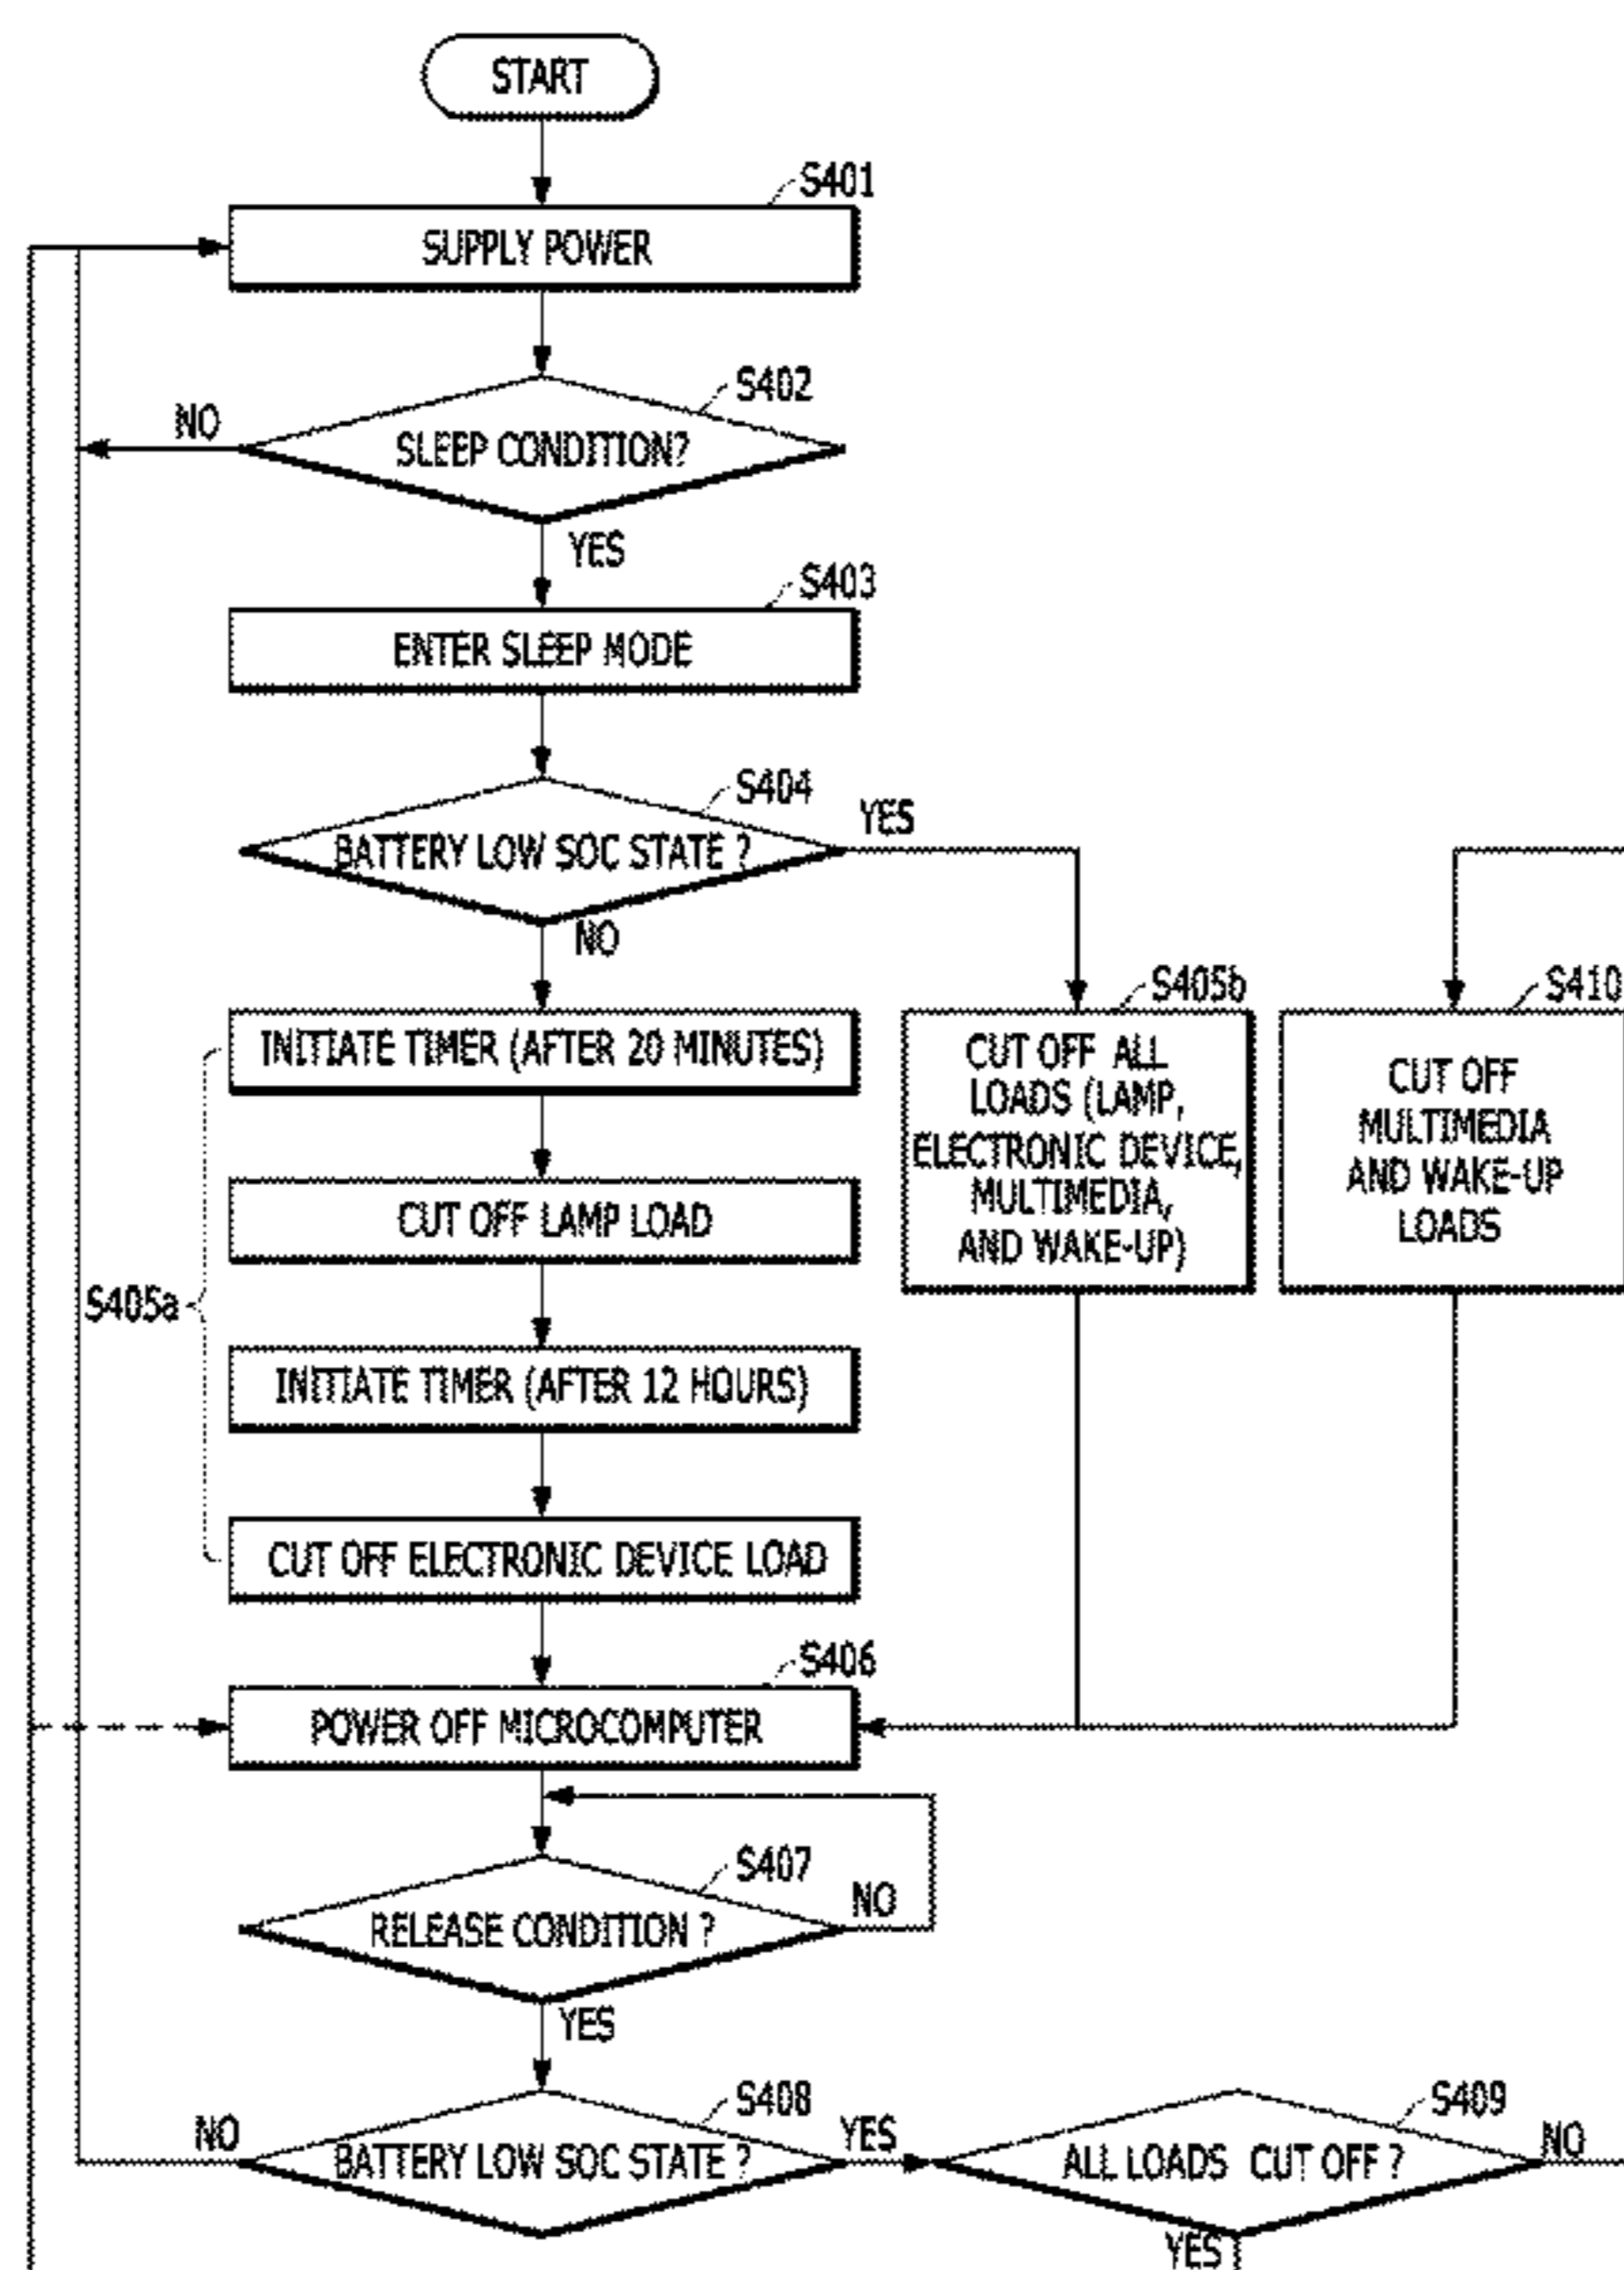 START
S401
SUPPLY POWER
S402
NO
SLEEP CONDITION?
YES
S403
ENTER SLEEP MODE
S404
YES
BATTERY LOW SOC STATE ?
NO
S405b
S410
INITIATE TIMER (AFTER 20 MINUTES)
CUT OFF ALL
LOADS (LAMP,
ELECTRONIC DEVICE,
MULTIMEDIA,
AND WAKE-UP)
CUT OFF
MULTIMEDIA
AND WAKE-UP
LOADS
CUT OFF LAMP LOAD
S405a
INITIATE TIMER (AFTER 12 HOURS)
CUT OFF ELECTRONIC DEVICE LOAD
S406
POWER OFF MICROCOMPUTER
S407
NO
RELEASE CONDITION ?
YES
S408
S409
NO
BATTERY LOW SOC STATE ?
YES
ALL LOADS CUT OFF ?
NO
YES